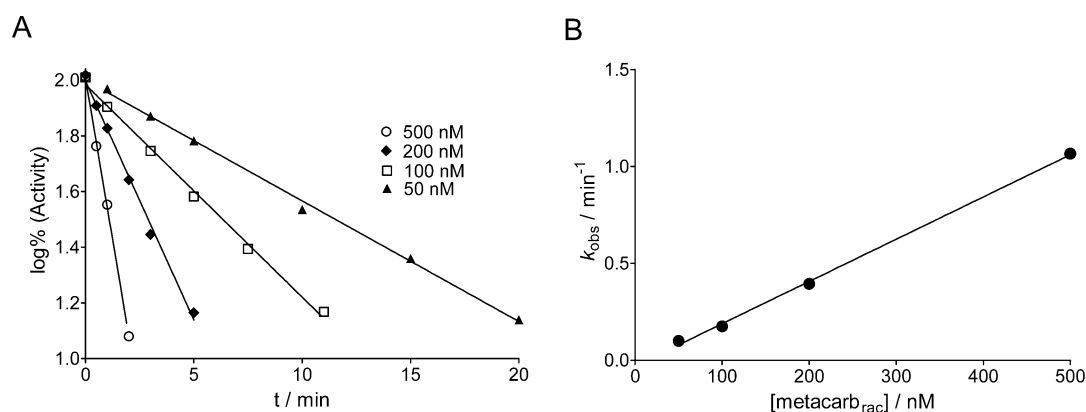 A
log% (Activity)
2.0
1.8
1.6
1.4
1.2
1.0
0
5
10
15
20
t / min
500 nM
200 nM
100 nM
50 nM
B
kobs / min-1
1.5
1.0
0.5
0.0
0
100
200
300
400
500
[metacarbrac] / nM